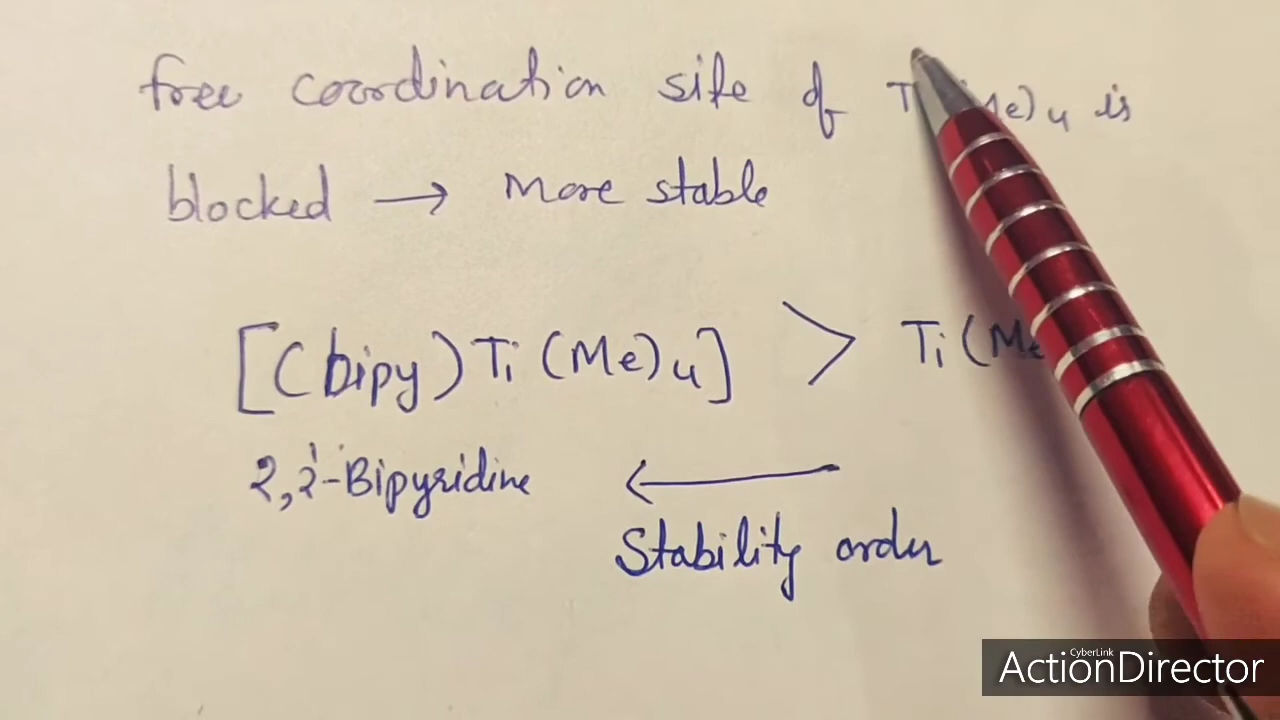 free coordination site of Ti(Me)4 is
blocked → More stable
[(bipy)Ti(Me)4] > Ti(Me
2,2'-Bipyridine ←
Stability order
CyberLink
ActionDirector